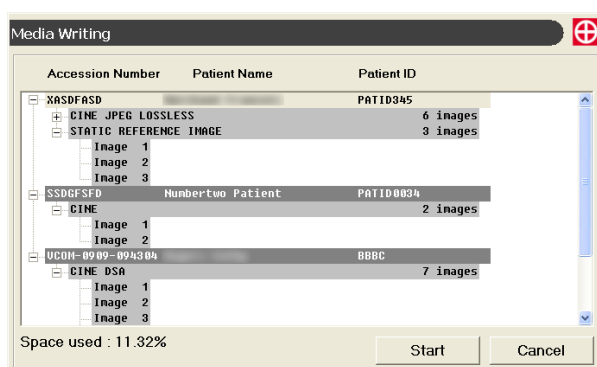 Media Writing
Accession Number Patient Name Patient ID
XASDFASD PATID345
CINE JPEG LOSSLESS 6 images
STATIC REFERENCE IMAGE 3 images
Image 1
Image 2
Image 3
SSDGFSFD Numbertwo Patient PATID0034
CINE 2 images
Image 1
Image 2
VCOM-0909-094304 BBBC
CINE DSA 7 images
Image 1
Image 2
Image 3
Space used : 11.32%
Start Cancel